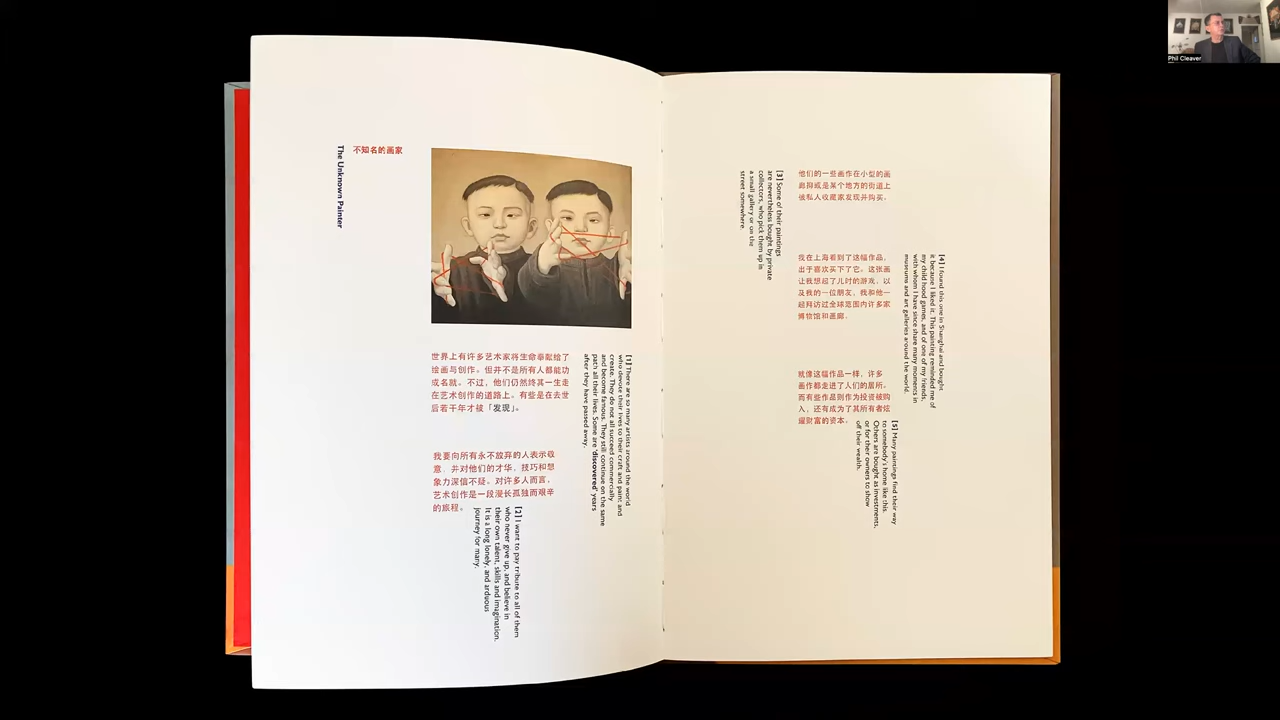 Phil Cleaver
不知名的画家
The Unknown Painter
世界上有许多艺术家将生命奉献给了
绘画与创作。但并不是所有人都能功
成名就。不过，他们仍然终其一生走
在艺术创作的道路上。有些是在去世
后若干年才被「发现」。
[1] There are so many artists around the world
who devote their lives to their craft and paint and
create. They do not all succeed commercially
and become famous. They still continue on the same
path all their lives. Some are 'discovered' years
after they have passed away.
我要向所有永不放弃的人表示敬
意，并对他们的才华，技巧和想
象力深信不疑。对许多人而言，
艺术创作是一段漫长孤独而艰辛
的旅程。
[2] I want to pay tribute to all of them
who never give up, and believe in
their own talent, skills and imagination.
It is a long lonely, and arduous
journey for many.
他们的一些画作在小型的画
廊抑或是某个地方的街道上
被私人收藏家发现并购买。
[3] Some of their paintings
are nevertheless bought by private
collectors, who pick them up in
a small gallery or on the
street somewhere.
我在上海看到了这幅作品，
出于喜欢买下了它。这张画
让我想起了儿时的游戏，以
及我的一位朋友，我和他一
起拜访过全球范围内许多家
博物馆和画廊。
[4] I found this one in Shanghai and bought
it because I liked it. This painting reminded me of
my child hood games, and of one of my friends,
with whom I have since share many moments in
museums and art galleries around the world.
就像这幅作品一样，许多
画作都走进了人们的居所。
而有些作品则作为投资被购
入，还有成为了其所有者炫
耀财富的资本。
[5] Many paintings find their way
to somebody's home like this.
Others are bought as investments,
or for their owners to show
off their wealth.